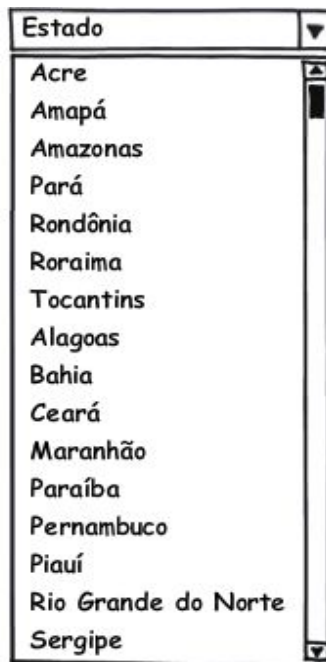 Estado
Acre
Amapá
Amazonas
Pará
Rondônia
Roraima
Tocantins
Alagoas
Bahia
Ceará
Maranhão
Paraíba
Pernambuco
Piauí
Rio Grande do Norte
Sergipe